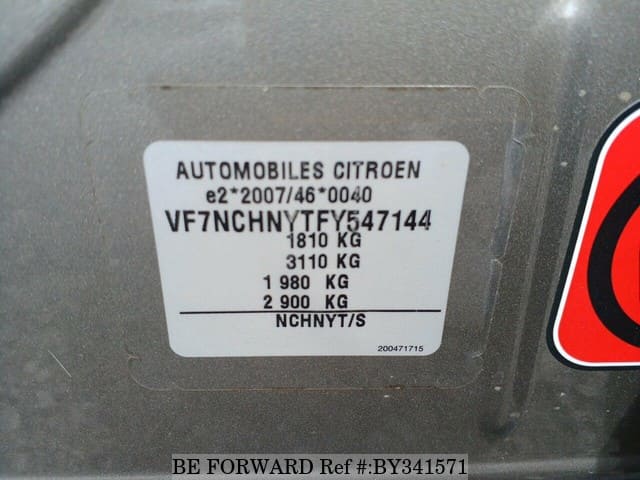 AUTOMOBILES CITROEN
e2*2007/46*0040
VF7NCHNYTFY547144
1810 KG
3110 KG
1 980 KG
2 900 KG
NCHNYT/S
200471715
BE FORWARD Ref #:BY341571